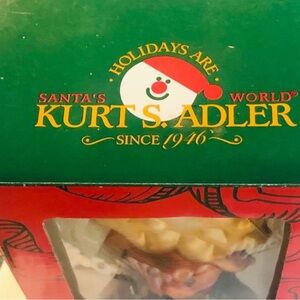 • HOLIDAYS ARE •
SANTA'S WORLD®
KURT S. ADLER
SINCE 1946